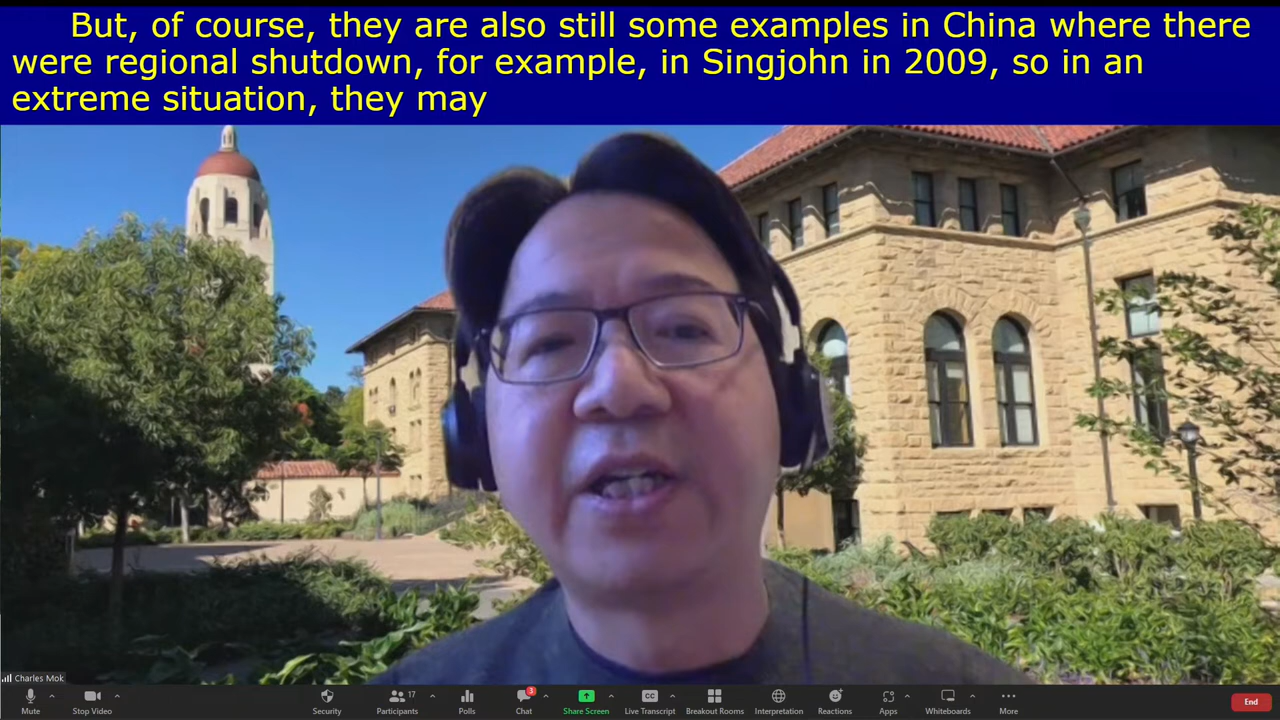 But, of course, they are also still some examples in China where there
were regional shutdown, for example, in Singjohn in 2009, so in an
extreme situation, they may
Charles Mok
Mute
Stop Video
Security
17
Participants
Polls
3
Chat
Share Screen
CC
Live Transcript
Breakout Rooms
Interpretation
Reactions
Apps
Whiteboards
More
End